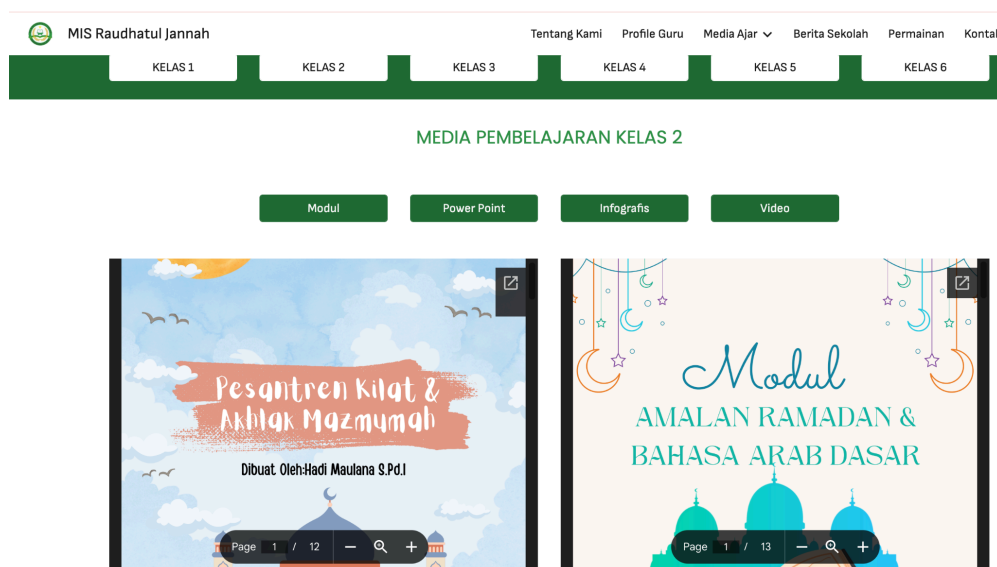 MIS Raudhatul Jannah Tentang Kami Profile Guru Media Ajar Berita Sekolah Permainan Kontak
KELAS 1 KELAS 2 KELAS 3 KELAS 4 KELAS 5 KELAS 6
MEDIA PEMBELAJARAN KELAS 2
Modul Power Point Infografis Video
Pesantren Kilat &
Akhlak Mazmumah
Dibuat Oleh:Hadi Maulana S.Pd.I
Page 1 / 12
Modul
AMALAN RAMADAN &
BAHASA ARAB DASAR
Page 1 / 13